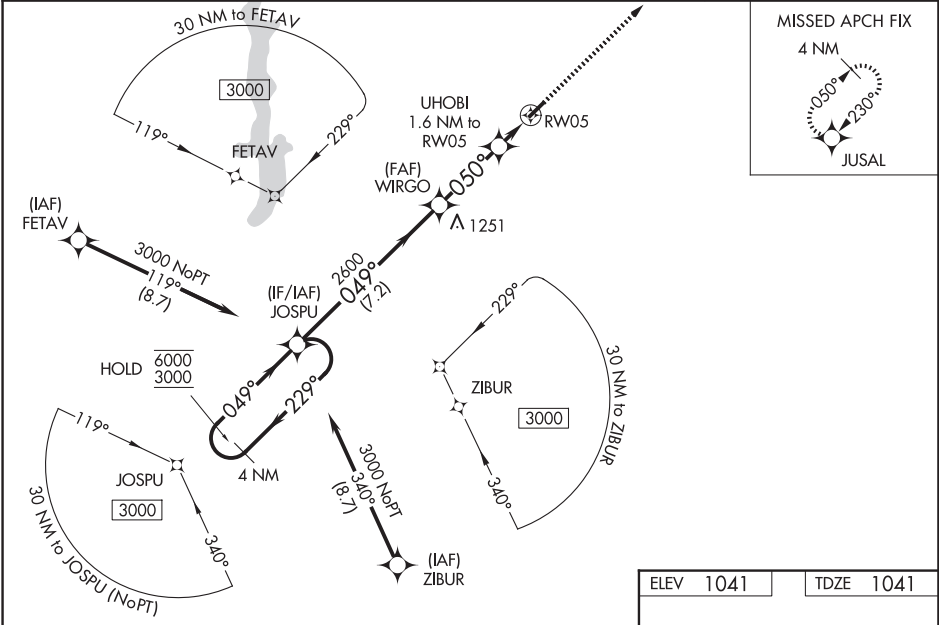 30 NM to FETAV
3000
119°
229°
FETAV
MISSED APCH FIX
4 NM
050°
230°
JUSAL
UHOBI
1.6 NM to
RW05
RW05
(FAF)
WIRGO
050°
1251
(IAF)
FETAV
3000 NoPT
119°
(8.7)
(IF/IAF)
JOSPU
2600
049°
(7.2)
HOLD
6000
3000
049°
229°
4 NM
229°
ZIBUR
3000
340°
30 NM to ZIBUR
119°
JOSPU
3000
340°
30 NM to JOSPU (NoPT)
3000 NoPT
340°
(8.7)
(IAF)
ZIBUR
ELEV 1041
TDZE 1041